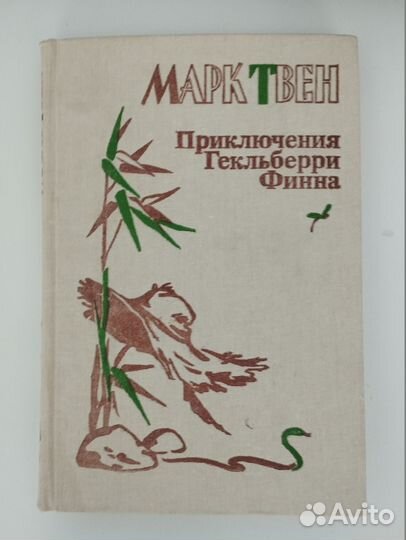 МАРК ТВЕН
Приключения
Гекльберри
Финна
Avito